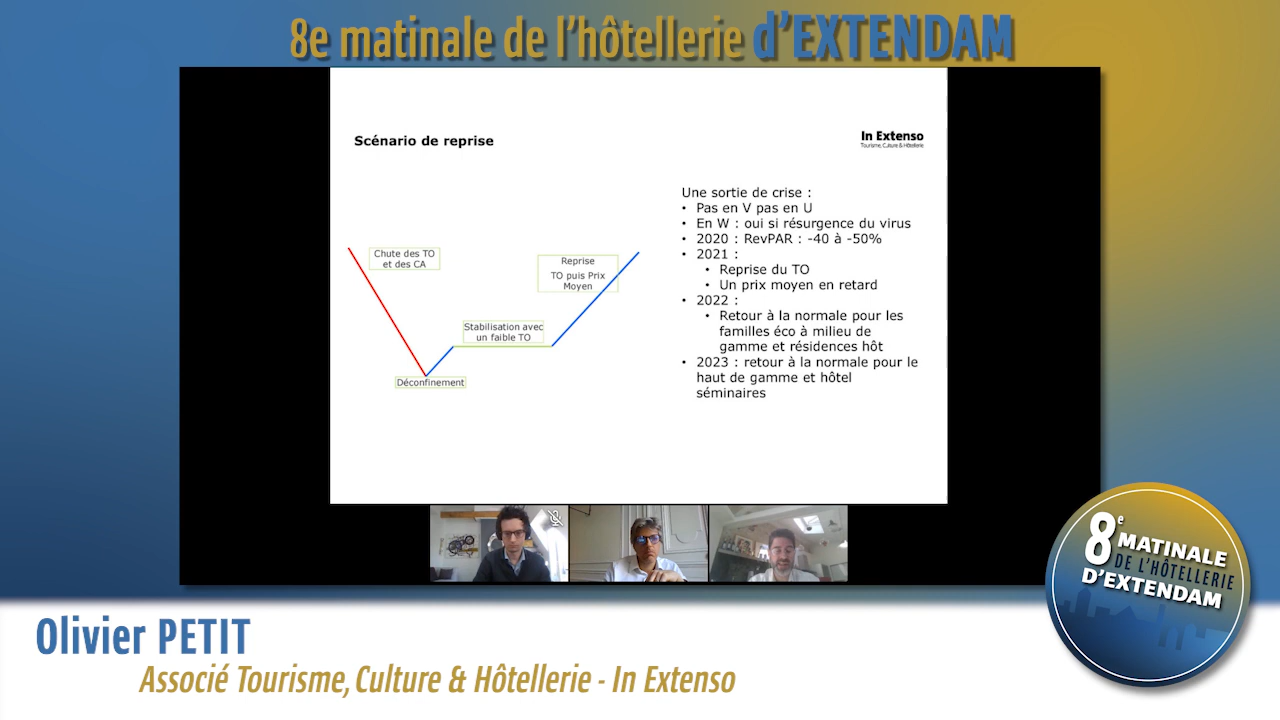 8e matinale de l'hôtellerie d'EXTENDAM
Scénario de reprise
In Extenso
Tourisme, Culture & Hôtellerie
Chute des TO
et des CA
Déconfinement
Stabilisation avec
un faible TO
Reprise
TO puis Prix
Moyen
Une sortie de crise :
• Pas en V pas en U
• En W : oui si résurgence du virus
• 2020 : RevPAR : -40 à -50%
• 2021 :
• Reprise du TO
• Un prix moyen en retard
• 2022 :
• Retour à la normale pour les
familles éco à milieu de
gamme et résidences hôt
• 2023 : retour à la normale pour le
haut de gamme et hôtel
séminaires
8e MATINALE
DE L'HÔTELLERIE
D'EXTENDAM
Olivier PETIT
Associé Tourisme, Culture & Hôtellerie - In Extenso